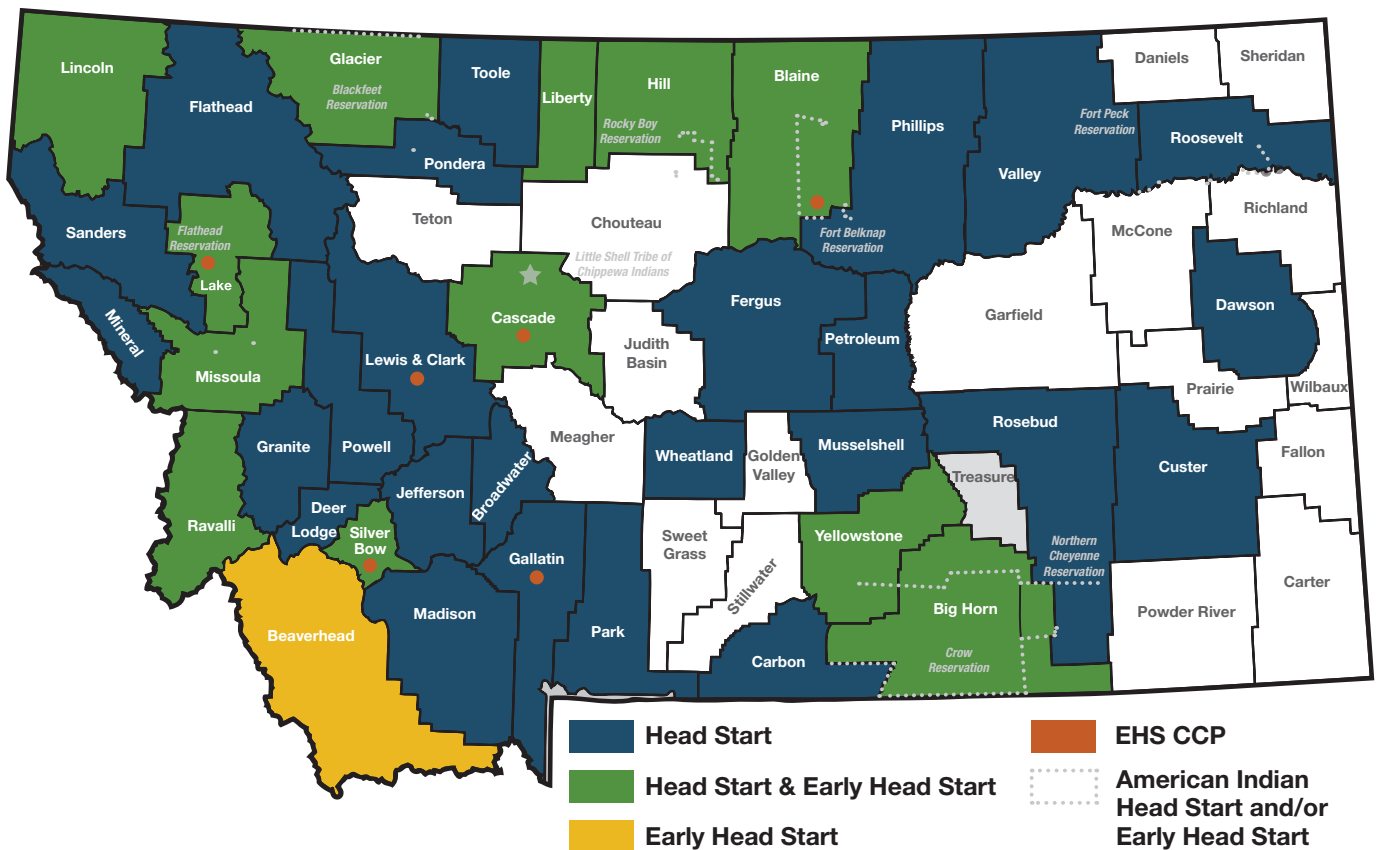 Lincoln
Flathead
Glacier
Blackfeet
Reservation
Toole
Liberty
Hill
Rocky Boy
Reservation
Blaine
Phillips
Valley
Daniels
Sheridan
Fort Peck
Reservation
Roosevelt
Pondera
Teton
Chouteau
Little Shell Tribe of
Chippewa Indians
Fort Belknap
Reservation
McCone
Richland
Sanders
Flathead
Reservation
Lake
Mineral
Missoula
Lewis & Clark
Cascade
Judith
Basin
Fergus
Petroleum
Garfield
Dawson
Prairie
Wilbaux
Granite
Powell
Meagher
Wheatland
Golden
Valley
Musselshell
Rosebud
Treasure
Custer
Fallon
Ravalli
Deer
Lodge
Silver
Bow
Jefferson
Broadwater
Gallatin
Park
Sweet
Grass
Stillwater
Yellowstone
Big Horn
Crow
Reservation
Northern
Cheyenne
Reservation
Powder River
Carter
Beaverhead
Madison
Carbon
Head Start
Head Start & Early Head Start
Early Head Start
EHS CCP
American Indian
Head Start and/or
Early Head Start